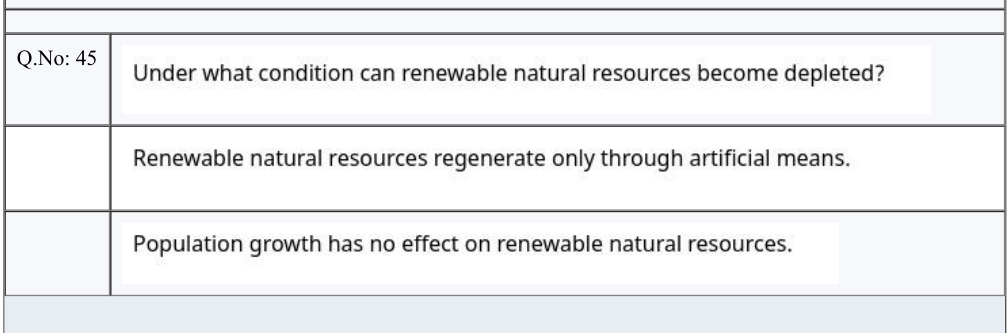 Q.No: 45
Under what condition can renewable natural resources become depleted?
Renewable natural resources regenerate only through artificial means.
Population growth has no effect on renewable natural resources.